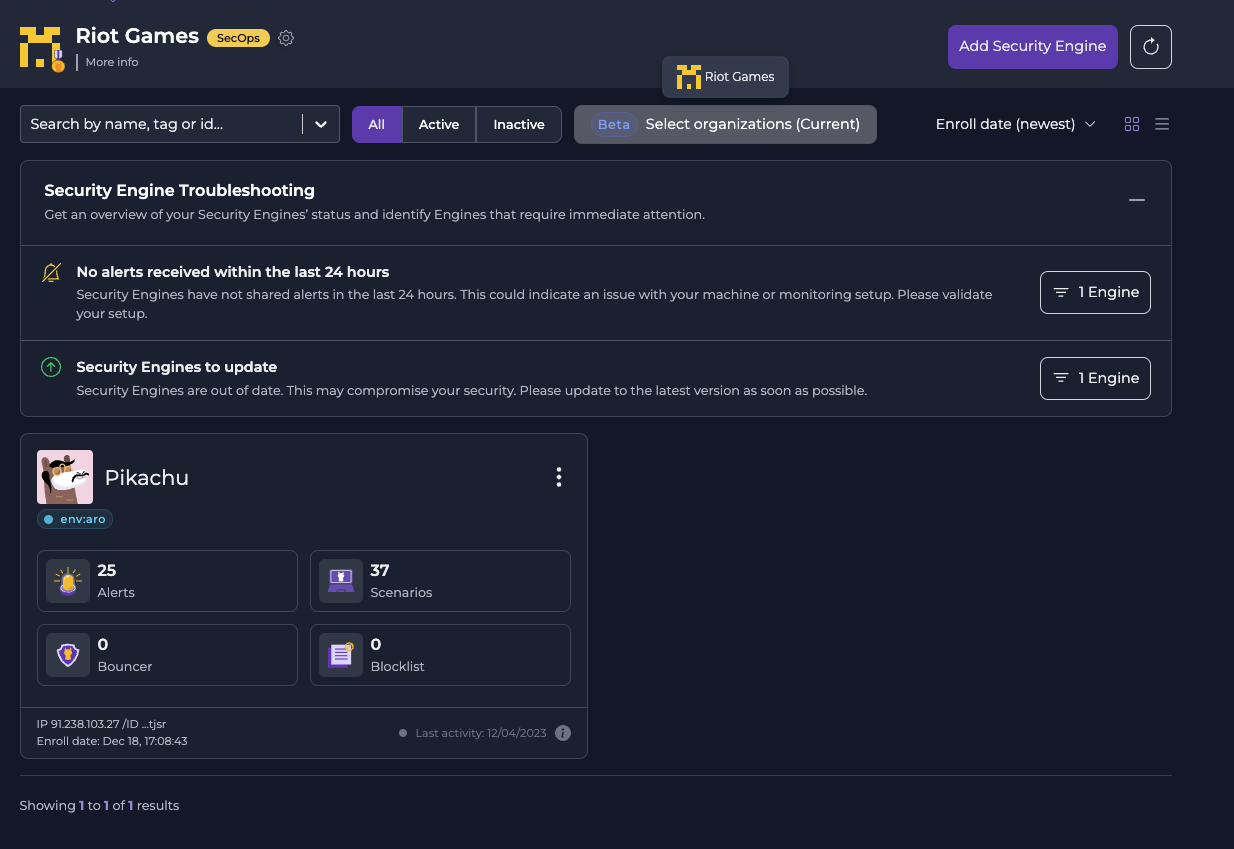 Riot Games
SecOps
More info
Add Security Engine
Riot Games
Search by name, tag or id...
All
Active
Inactive
Beta
Select organizations (Current)
Enroll date (newest)
Security Engine Troubleshooting
Get an overview of your Security Engines’ status and identify Engines that require immediate attention.
No alerts received within the last 24 hours
Security Engines have not shared alerts in the last 24 hours. This could indicate an issue with your machine or monitoring setup. Please validate
your setup.
1 Engine
Security Engines to update
Security Engines are out of date. This may compromise your security. Please update to the latest version as soon as possible.
1 Engine
Pikachu
env:aro
25
Alerts
37
Scenarios
0
Bouncer
0
Blocklist
IP 91.238.103.27 /ID ...tjsr
Enroll date: Dec 18, 17:08:43
Last activity: 12/04/2023
Showing 1 to 1 of 1 results